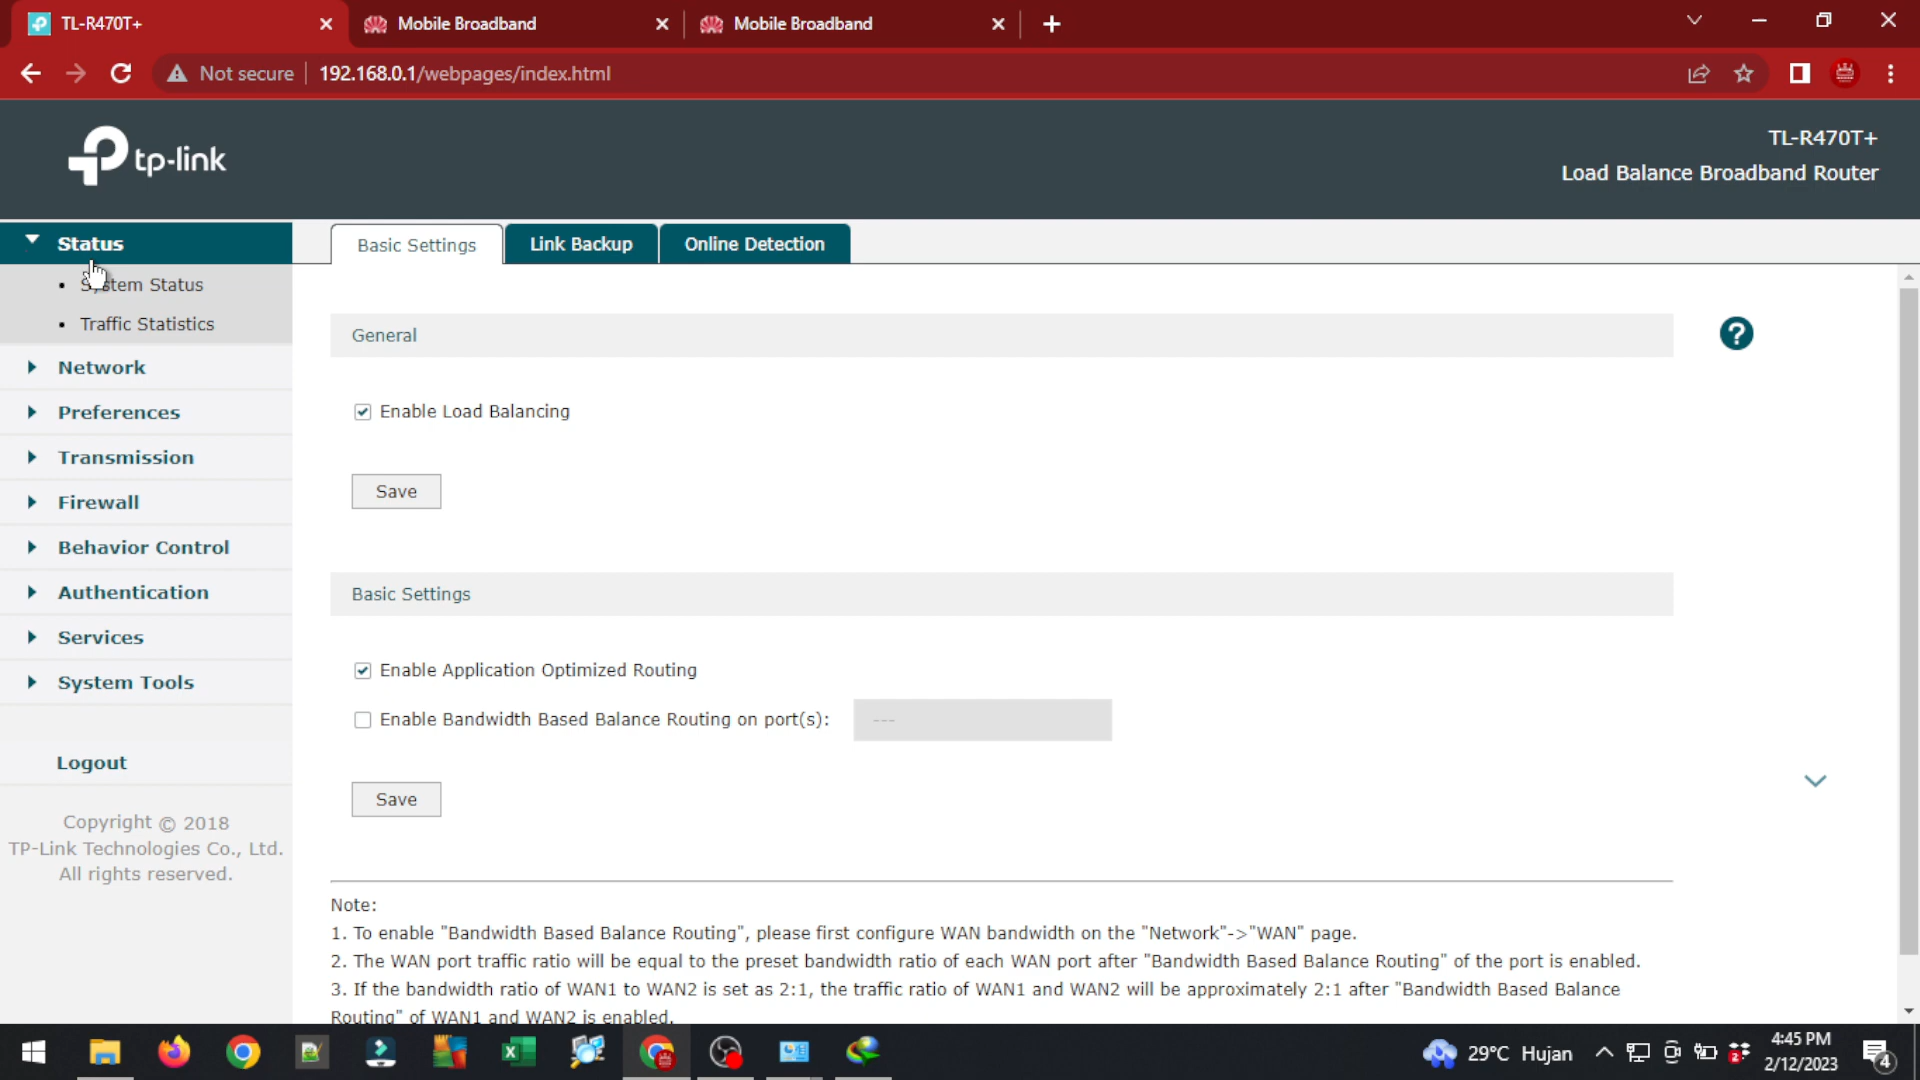 TL-R470T+
Mobile Broadband
Mobile Broadband
Not secure
192.168.0.1/webpages/index.html
tp-link
TL-R470T+
Load Balance Broadband Router
Status
System Status
Traffic Statistics
Network
Preferences
Transmission
Firewall
Behavior Control
Authentication
Services
System Tools
Logout
Copyright © 2018
TP-Link Technologies Co., Ltd.
All rights reserved.
Basic Settings
Link Backup
Online Detection
General
?
Enable Load Balancing
Save
Basic Settings
Enable Application Optimized Routing
Enable Bandwidth Based Balance Routing on port(s):
---
Save
Note:
1. To enable "Bandwidth Based Balance Routing", please first configure WAN bandwidth on the "Network"->"WAN" page.
2. The WAN port traffic ratio will be equal to the preset bandwidth ratio of each WAN port after "Bandwidth Based Balance Routing" of the port is enabled.
3. If the bandwidth ratio of WAN1 to WAN2 is set as 2:1, the traffic ratio of WAN1 and WAN2 will be approximately 2:1 after "Bandwidth Based Balance
Routing" of WAN1 and WAN2 is enabled.
29°C Hujan
2
4:45 PM
2/12/2023
4